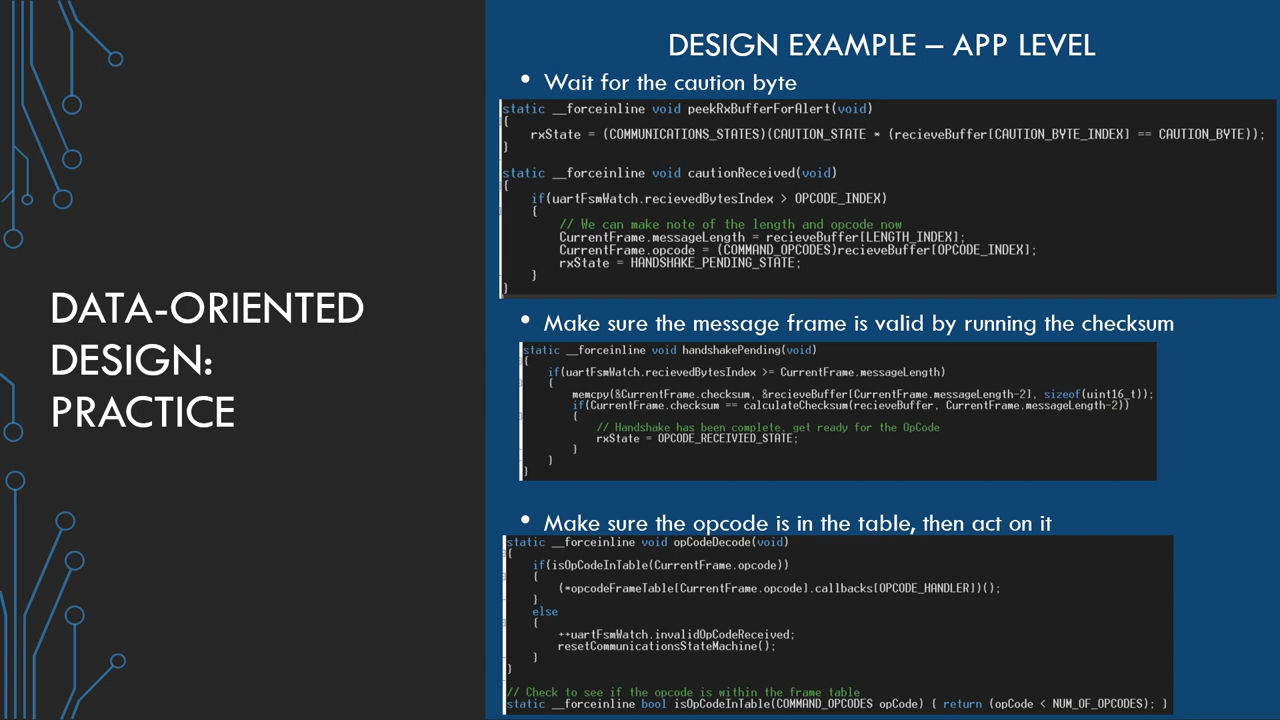 DATA-ORIENTED
DESIGN:
PRACTICE
DESIGN EXAMPLE – APP LEVEL
• Wait for the caution byte
static __forceinline void peekRxBufferForAlert(void)
{
rxState = (COMMUNICATIONS_STATES)(CAUTION_STATE * (recieveBuffer[CAUTION_BYTE_INDEX] == CAUTION_BYTE));
}
static __forceinline void cautionReceived(void)
{
if(uartFsmWatch.recievedBytesIndex > OPCODE_INDEX)
{
// We can make note of the length and opcode now
CurrentFrame.messageLength = recieveBuffer[LENGTH_INDEX];
CurrentFrame.opcode = (COMMAND_OPCODES)recieveBuffer[OPCODE_INDEX];
rxState = HANDSHAKE_PENDING_STATE;
}
}
• Make sure the message frame is valid by running the checksum
static __forceinline void handshakePending(void)
{
if(uartFsmWatch.recievedBytesIndex >= CurrentFrame.messageLength)
{
memcpy(&CurrentFrame.checksum, &recieveBuffer[CurrentFrame.messageLength-2], sizeof(uint16_t));
if(CurrentFrame.checksum == calculateChecksum(recieveBuffer, CurrentFrame.messageLength-2))
{
// Handshake has been complete, get ready for the OpCode
rxState = OPCODE_RECEIVIED_STATE;
}
}
}
• Make sure the opcode is in the table, then act on it
static __forceinline void opCodeDecode(void)
{
if(isOpCodeInTable(CurrentFrame.opcode))
{
(*opcodeFrameTable[CurrentFrame.opcode].callbacks[OPCODE_HANDLER])();
}
else
{
++uartFsmWatch.invalidOpCodeReceived;
resetCommunicationsStateMachine();
}
}
// Check to see if the opcode is within the frame table
static __forceinline bool isOpCodeInTable(COMMAND_OPCODES opCode) { return (opCode < NUM_OF_OPCODES); }